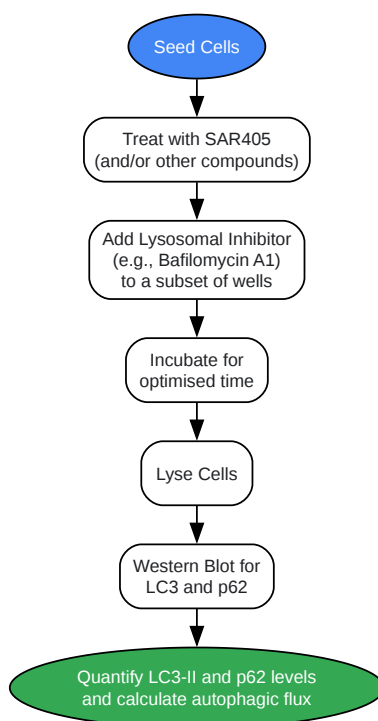 Seed Cells
Treat with SAR405
(and/or other compounds)
Add Lysosomal Inhibitor
(e.g., Bafilomycin A1)
to a subset of wells
Incubate for
optimised time
Lyse Cells
Western Blot for
LC3 and p62
Quantify LC3-II and p62 levels
and calculate autophagic flux